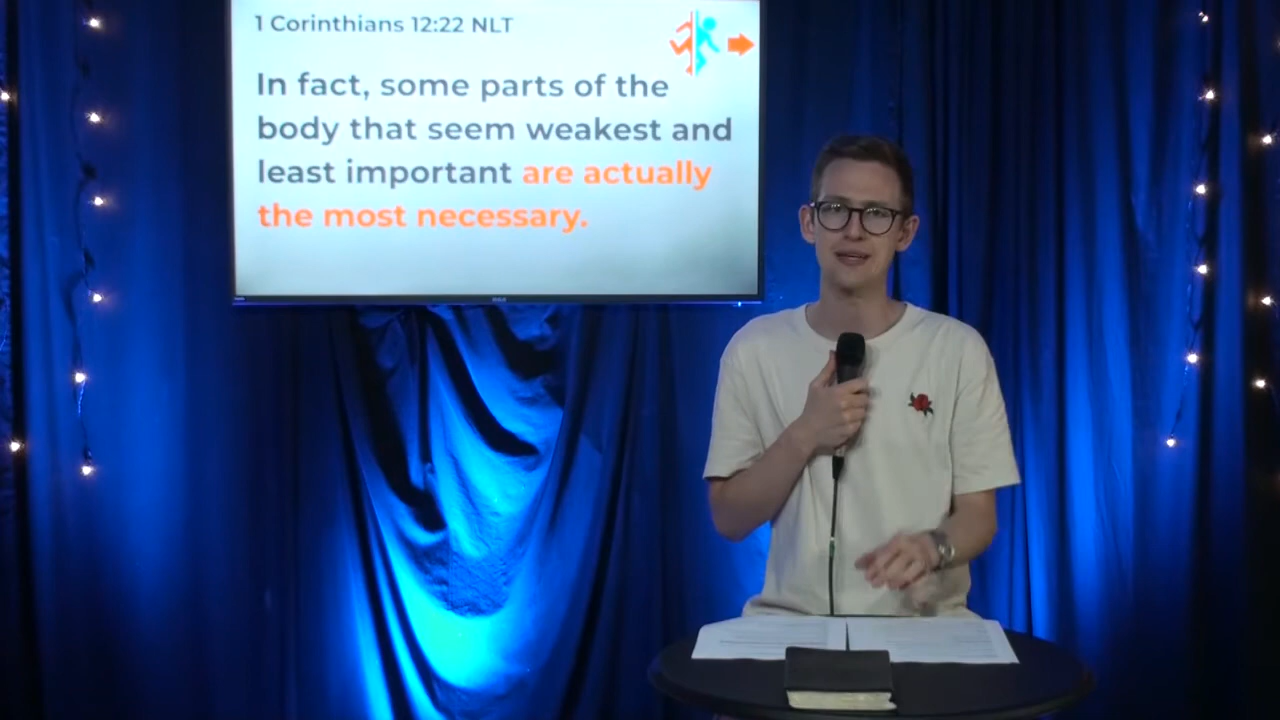 1 Corinthians 12:22 NLT
In fact, some parts of the
body that seem weakest and
least important are actually
the most necessary.